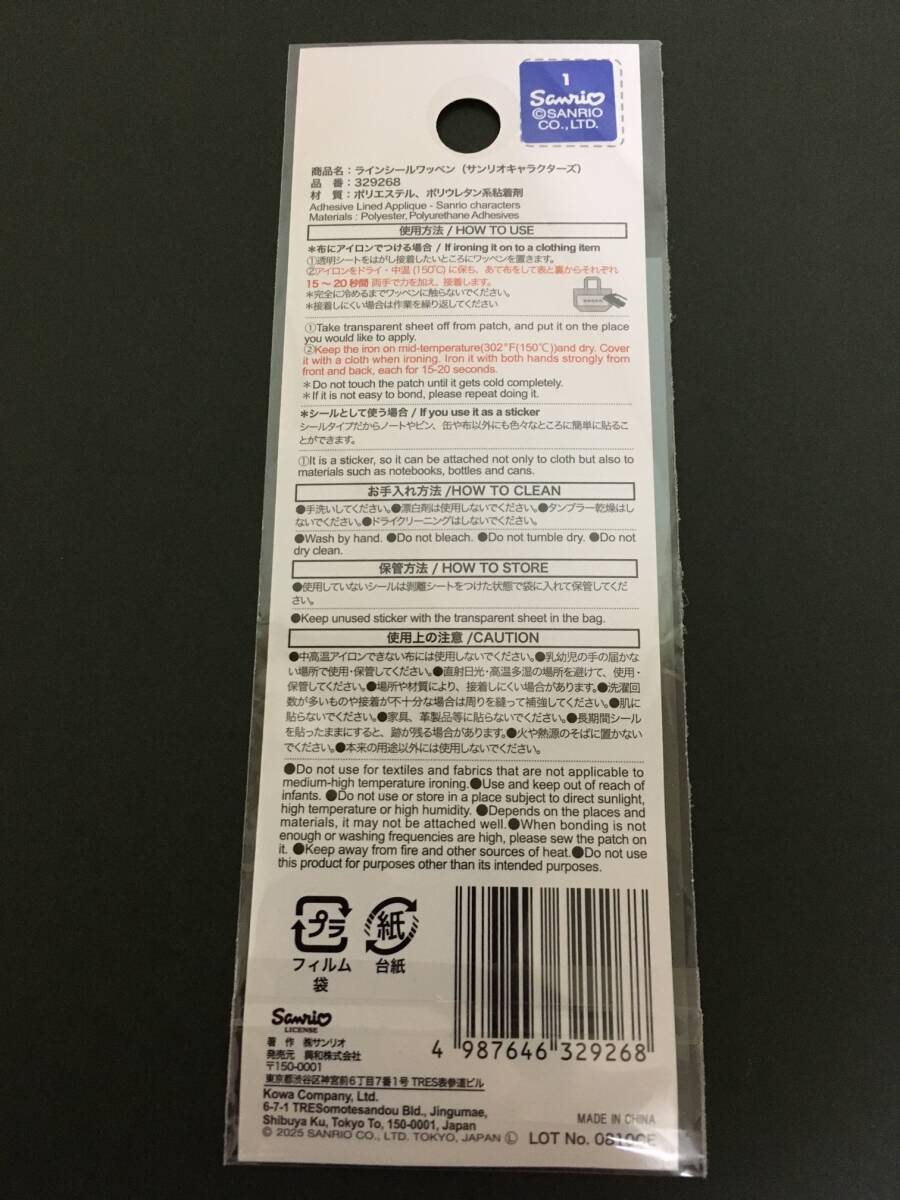 1
Sanrio
©SANRIO
CO., LTD.
商品名：ラインシールワッペン（サンリオキャラクターズ）
品　番：329268
材　質：ポリエステル、ポリウレタン系粘着剤
Adhesive Lined Applique - Sanrio characters
Materials : Polyester, Polyurethane Adhesives
使用方法 / HOW TO USE
＊布にアイロンでつける場合 / If ironing it on to a clothing item
①透明シートをはがし接着したいところにワッペンを置きます。
②アイロンをドライ・中温(150℃)に保ち、あて布をして表と裏からそれぞれ
15～20秒間 両手で力を加え、接着します。
＊完全に冷めるまでワッペンに触らないでください。
＊接着しにくい場合は作業を繰り返してください
①Take transparent sheet off from patch, and put it on the place
you would like to apply.
②Keep the iron on mid-temperature(302°F(150℃))and dry. Cover
it with a cloth when ironing. Iron it with both hands strongly from
front and back, each for 15-20 seconds.
＊Do not touch the patch until it gets cold completely.
＊If it is not easy to bond, please repeat doing it.
＊シールとして使う場合 / If you use it as a sticker
シールタイプだからノートやビン、缶や布以外にも色々なところに簡単に貼るこ
とができます。
①It is a sticker, so it can be attached not only to cloth but also to
materials such as notebooks, bottles and cans.
お手入れ方法 /HOW TO CLEAN
●手洗いしてください。●漂白剤は使用しないでください。●タンブラー乾燥はし
ないでください。●ドライクリーニングはしないでください。
●Wash by hand. ●Do not bleach. ●Do not tumble dry. ●Do not
dry clean.
保管方法 / HOW TO STORE
●使用していないシールは剥離シートをつけた状態で袋に入れて保管してくだ
さい。
●Keep unused sticker with the transparent sheet in the bag.
使用上の注意 /CAUTION
●中高温アイロンできない布には使用しないでください。●乳幼児の手の届かな
い場所で使用・保管してください。●直射日光・高温多湿の場所を避けて、使用・
保管してください。●場所や材質により、接着しにくい場合があります。●洗濯回
数が多いものや接着が不十分な場合は周りを縫って補強してください。●肌に
貼らないでください。●家具、革製品等に貼らないでください。●長期間シール
を貼ったままにすると、跡が残る場合があります。●火や熱源のそばに置かない
でください。●本来の用途以外には使用しないでください。
●Do not use for textiles and fabrics that are not applicable to
medium-high temperature ironing.●Use and keep out of reach of
infants. ●Do not use or store in a place subject to direct sunlight,
high temperature or high humidity. ●Depends on the places and
materials, it may not be attached well.●When bonding is not
enough or washing frequencies are high, please sew the patch on
it. ●Keep away from fire and other sources of heat.●Do not use
this product for purposes other than its intended purposes.
プラ
フィルム
袋
紙
台紙
4 987646 329268
Sanrio
LICENSE
著　作　㈱サンリオ
発売元　興和株式会社
〒150-0001
東京都渋谷区神宮前6丁目7番1号 TRES表参道ビル
Kowa Company, Ltd.
6-7-1 TRESomotesandou Bld., Jingumae,
Shibuya Ku, Tokyo To, 150-0001, Japan
© 2025 SANRIO CO., LTD. TOKYO, JAPAN Ⓛ
MADE IN CHINA
LOT No.